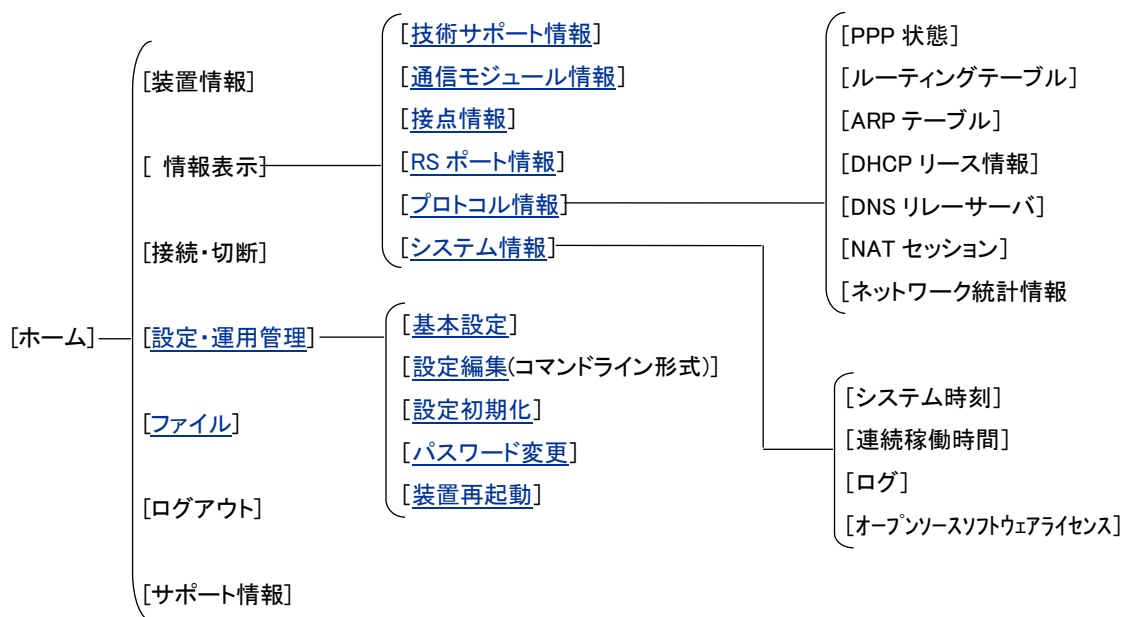 [ホーム]
[装置情報]
[ 情報表示]
[接続・切断]
[設定・運用管理]
[ファイル]
[ログアウト]
[サポート情報]
[技術サポート情報]
[通信モジュール情報]
[接点情報]
[RS ポート情報]
[プロトコル情報]
[システム情報]
[基本設定]
[設定編集(コマンドライン形式)]
[設定初期化]
[パスワード変更]
[装置再起動]
[PPP 状態]
[ルーティングテーブル]
[ARP テーブル]
[DHCP リース情報]
[DNS リレーサーバ]
[NAT セッション]
[ネットワーク統計情報
[システム時刻]
[連続稼働時間]
[ログ]
[オープンソースソフトウェアライセンス]